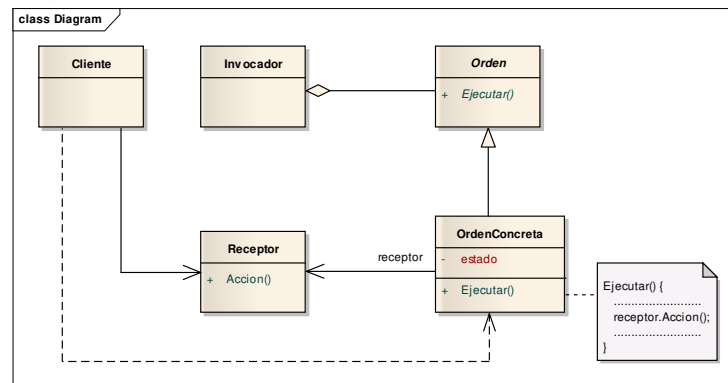 class Diagram
Cliente
Invocador
Orden
+ Ejecutar()
Receptor
+ Accion()
receptor
OrdenConcreta
- estado
+ Ejecutar()
Ejecutar() {
..........................
receptor.Accion();
..........................
}